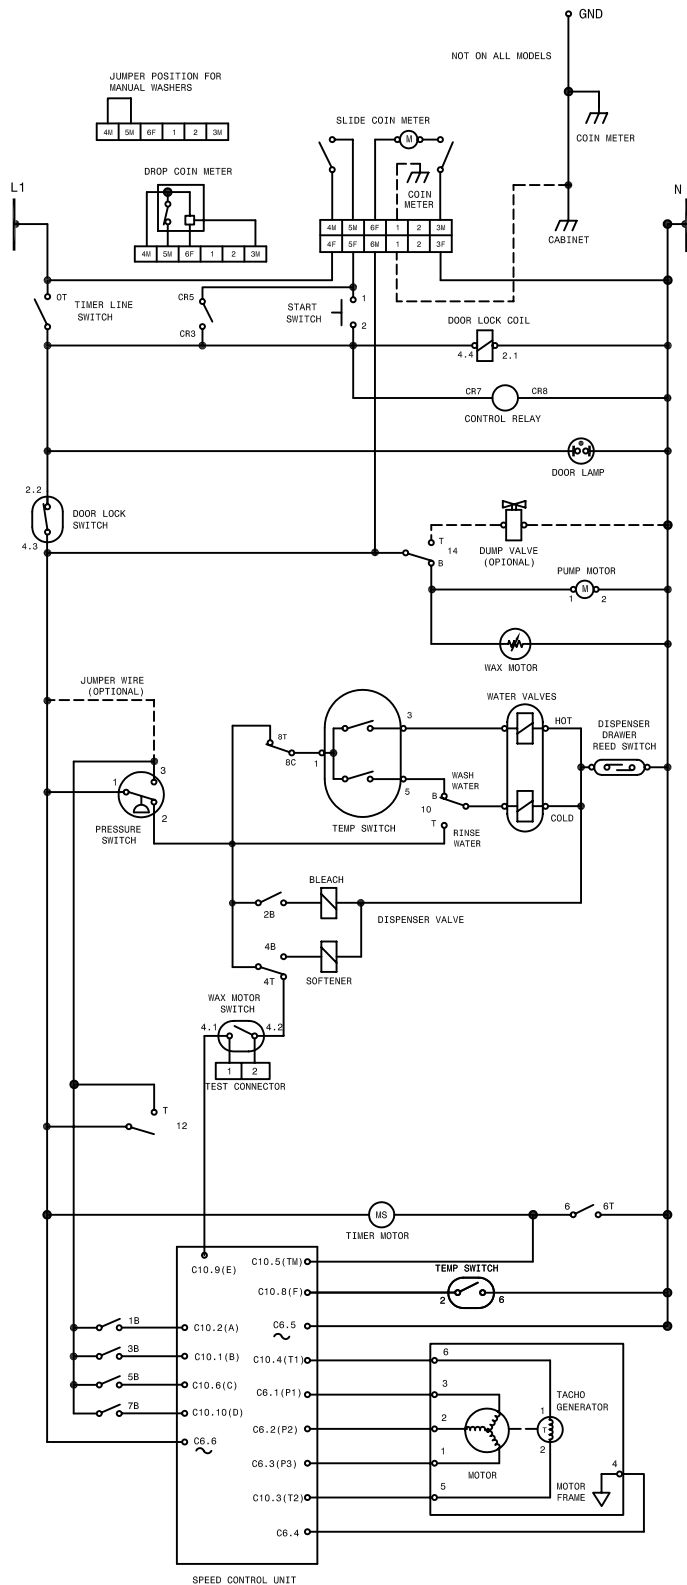 GND
NOT ON ALL MODELS
JUMPER POSITION FOR
MANUAL WASHERS
4M 5M 6F 1 2 3M
SLIDE COIN METER
M
COIN METER
DROP COIN METER
COIN
METER
L1
N
4M 5M 6F 1 2 3M
4F 5F 6M 1 2 3F
CABINET
4M 5M 6F 1 2 3M
OT
TIMER LINE
SWITCH
CR5
CR3
START
SWITCH
1
2
DOOR LOCK COIL
4.4
2.1
CR7
CR8
CONTROL RELAY
DOOR LAMP
2.2
DOOR LOCK
SWITCH
4.3
T
14
B
DUMP VALVE
(OPIONAL)
PUMP MOTOR
1
M
2
WAX MOTOR
JUMPER WIRE
(OPTIONAL)
WATER VALVES
3
HOT
DISPENSER
DRAWER
REED SWITCH
8T
8C
1
3
1
2
PRESSURE
SWITCH
5
WASH
WATER
B
10
T
RINSE
WATER
COLD
TEMP SWITCH
BLEACH
2B
DISPENSER VALVE
4B
4T
SOFTENER
WAX MOTOR
SWITCH
4.1
4.2
1 2
TEST CONNECTOR
T
12
MS
TIMER MOTOR
6
6T
C10.9(E)
C10.5(TM)
TEMP SWITCH
C10.8(F)
2
6
1B
C10.2(A)
C6.5
3B
C10.1(B)
C10.4(T1)
6
5B
C10.6(C)
C6.1(P1)
3
TACHO
GENERATOR
7B
C10.10(D)
C6.2(P2)
2
1
T
2
C6.6
C6.3(P3)
1
MOTOR
4
C10.3(T2)
5
MOTOR
FRAME
C6.4
SPEED CONTROL UNIT